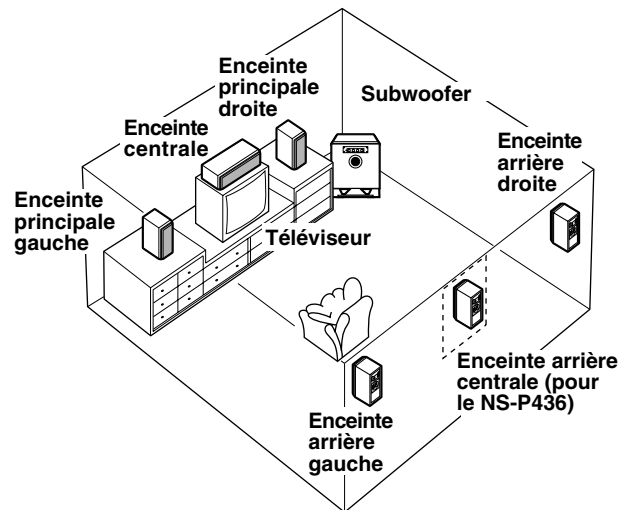 Enceinte
principale
droite
Subwoofer
Enceinte
centrale
Enceinte
arrière
droite
Enceinte
principale
gauche
Téléviseur
Enceinte arrière
centrale (pour
le NS-P436)
Enceinte
arrière
gauche